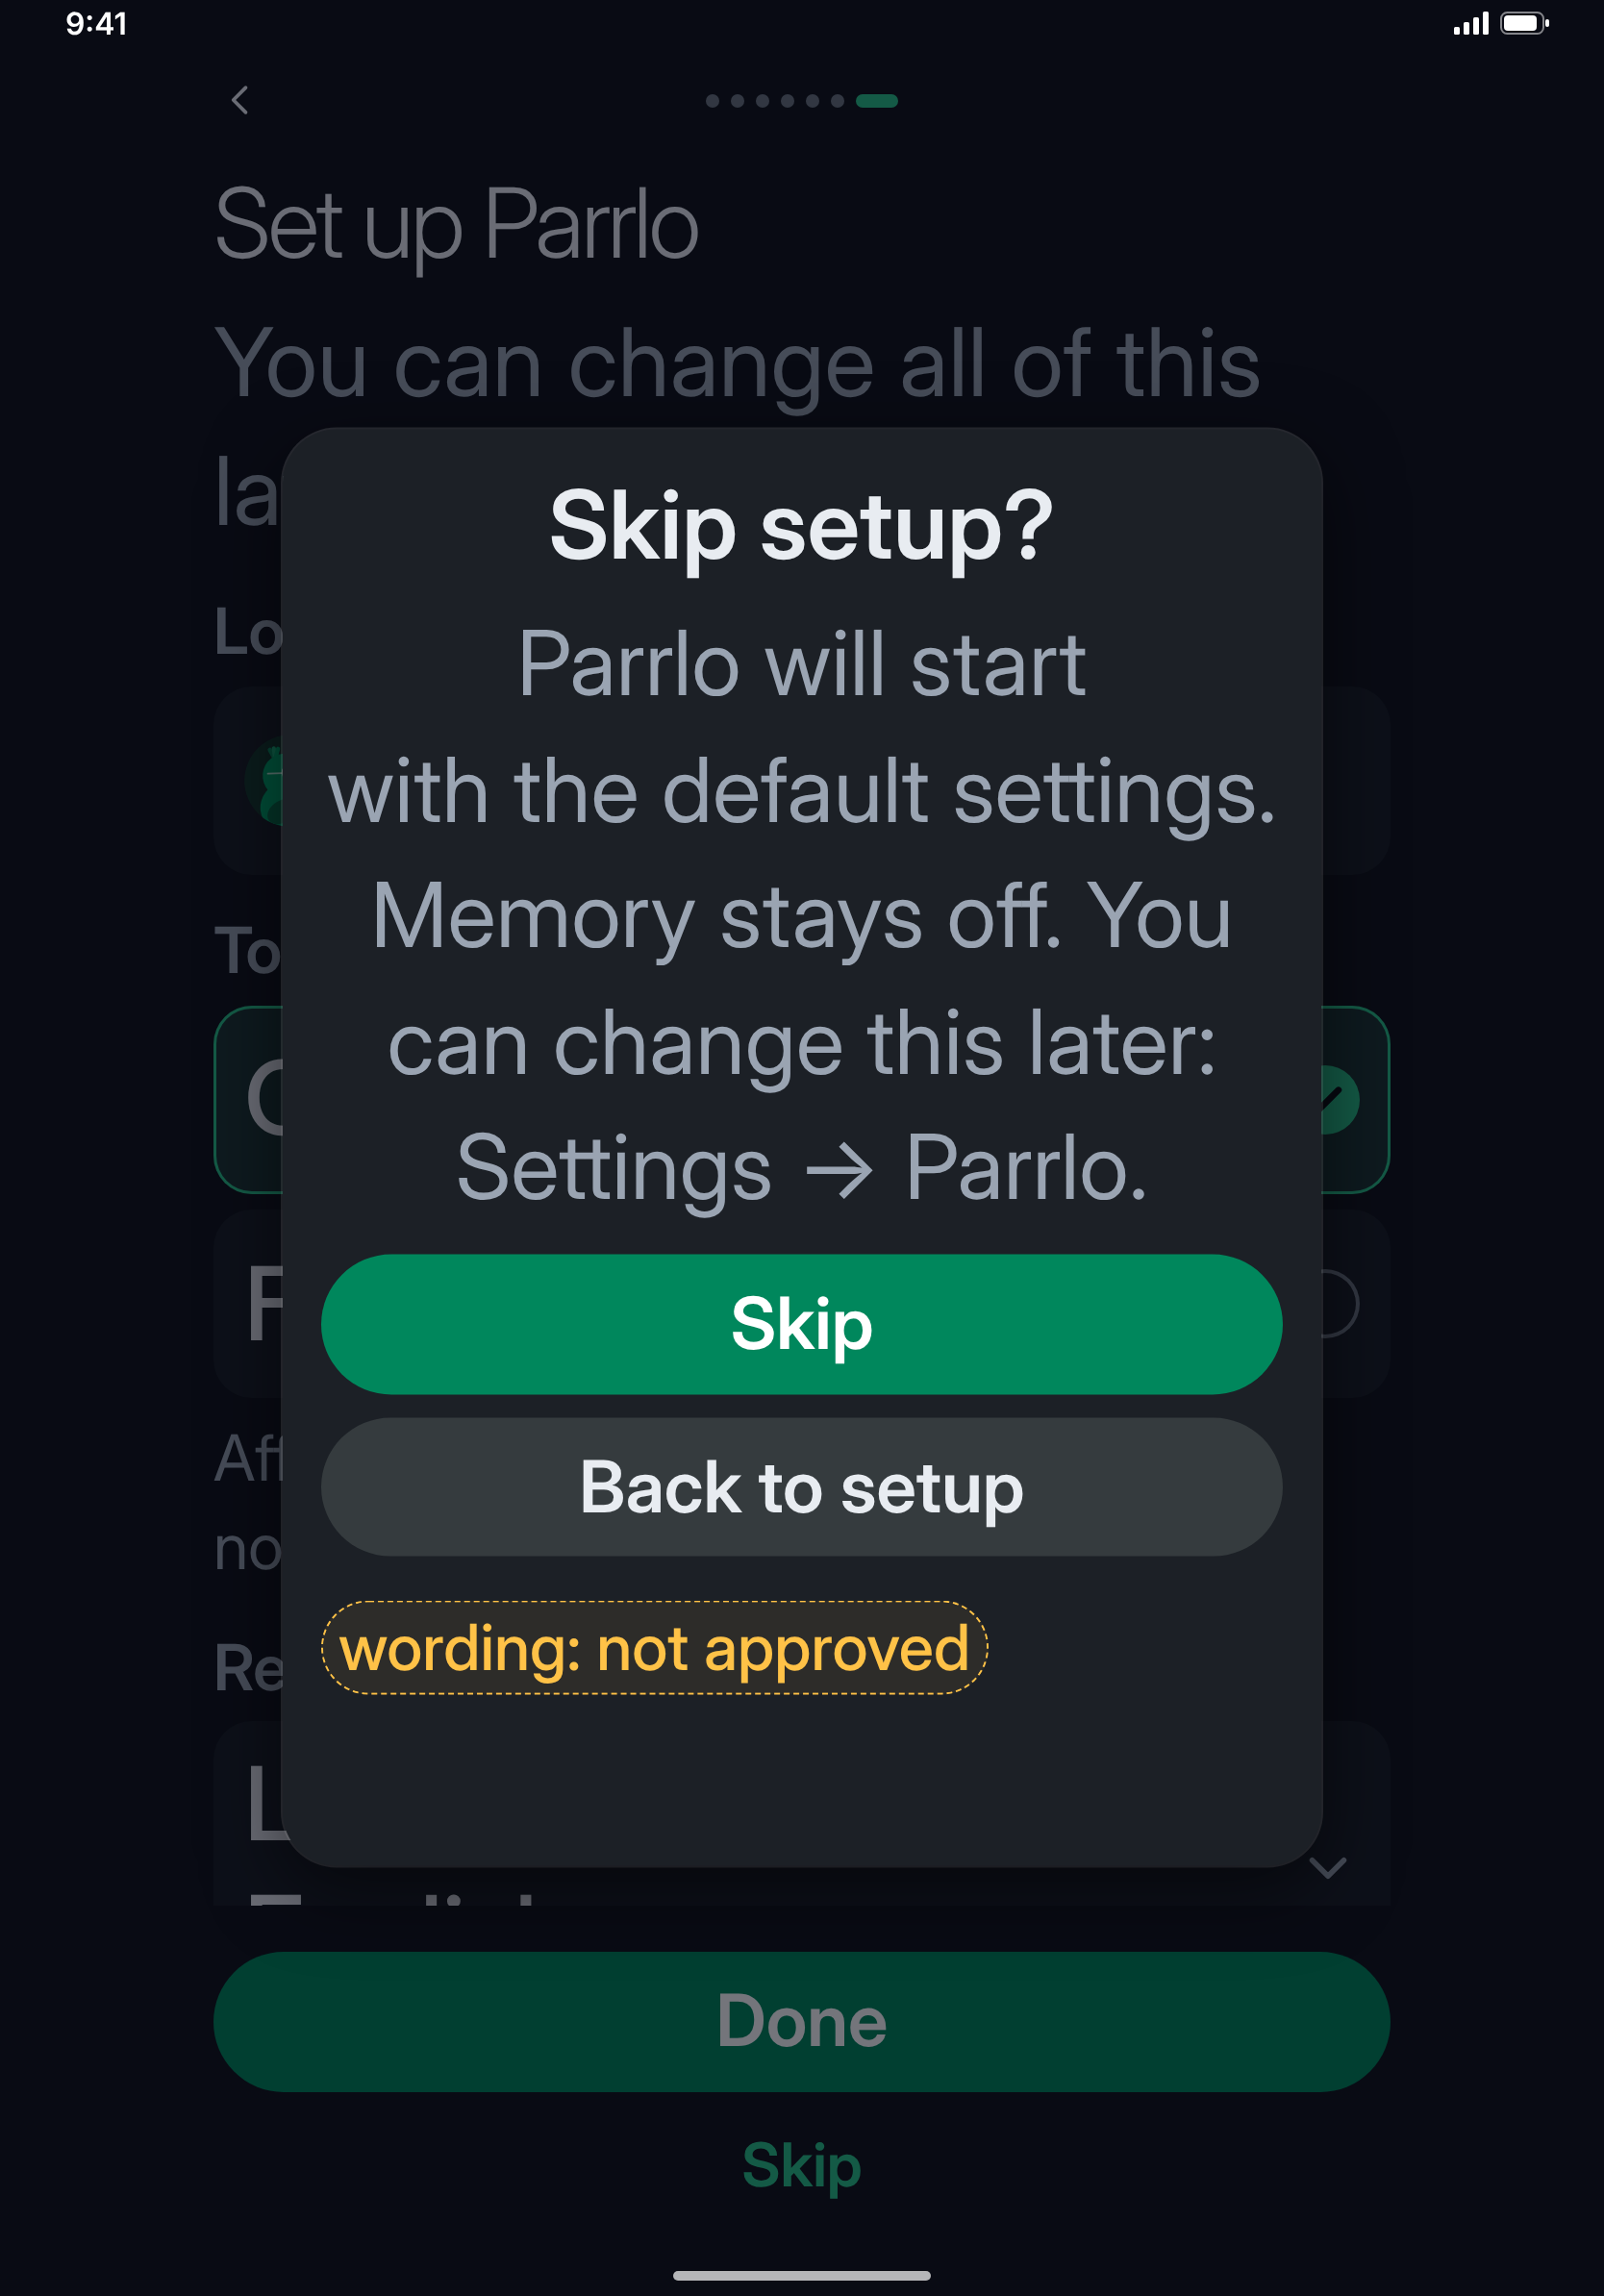 9:41
Set up Parrlo
You can change all of this
Skip setup?
Parrlo will start
with the default settings.
Memory stays off. You
can change this later:
Settings → Parrlo.
Skip
Back to setup
wording: not approved
Done
Skip